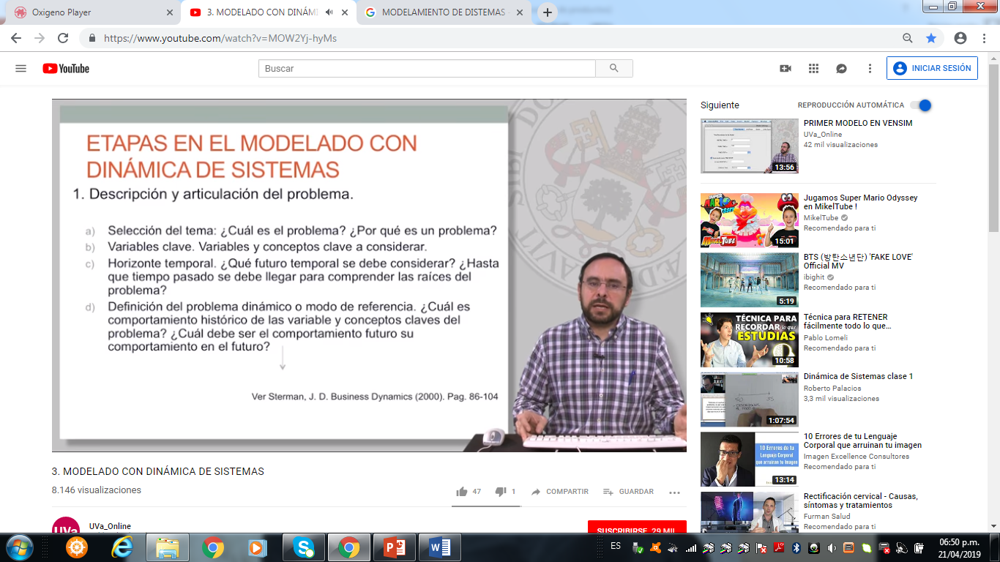 Oxigeno Player
3. MODELADO CON DINÁMI
MODELAMIENTO DE DISTEMAS
https://www.youtube.com/watch?v=MOW2Yj-hyMs
YouTube
Buscar
INICIAR SESIÓN
ETAPAS EN EL MODELADO CON
DINÁMICA DE SISTEMAS
1. Descripción y articulación del problema.
a) Selección del tema: ¿Cuál es el problema? ¿Por qué es un problema?
b) Variables clave. Variables y conceptos clave a considerar.
c) Horizonte temporal. ¿Qué futuro temporal se debe considerar? ¿Hasta
que tiempo pasado se debe llegar para comprender las raíces del
problema?
d) Definición del problema dinámico o modo de referencia. ¿Cuál es
comportamiento histórico de las variable y conceptos claves del
problema? ¿Cuál debe ser el comportamiento futuro su
comportamiento en el futuro?
Ver Sterman, J. D. Business Dynamics (2000). Pag. 86-104
3. MODELADO CON DINÁMICA DE SISTEMAS
8.146 visualizaciones
47
1
COMPARTIR
GUARDAR
UVa
UVa_Online
SUSCRIBIRSE 29 MIL
Siguiente
REPRODUCCIÓN AUTOMÁTICA
13:56
PRIMER MODELO EN VENSIM
UVa_Online
42 mil visualizaciones
15:01
Jugamos Super Mario Odyssey
en MikelTube !
MikelTube
Recomendado para ti
5:19
BTS (방탄소년단) 'FAKE LOVE'
Official MV
ibighit
Recomendado para ti
TÉCNICA PARA
RECORDAR lo que
ESTUDIAS
10:58
Técnica para RETENER
fácilmente todo lo que...
Pablo Lomeli
Recomendado para ti
1:07:54
Dinámica de Sistemas clase 1
Roberto Palacios
3,3 mil visualizaciones
10 Errores de tu
Lenguaje Corporal
que arruinan tu Imagen
13:14
10 Errores de tu Lenguaje
Corporal que arruinan tu imagen
Imagen Excellence Consultores
Recomendado para ti
Rectificación cervical - Causas,
síntomas y tratamientos
Furman Salud
Recomendado para ti
ES
06:50 p.m.
21/04/2019